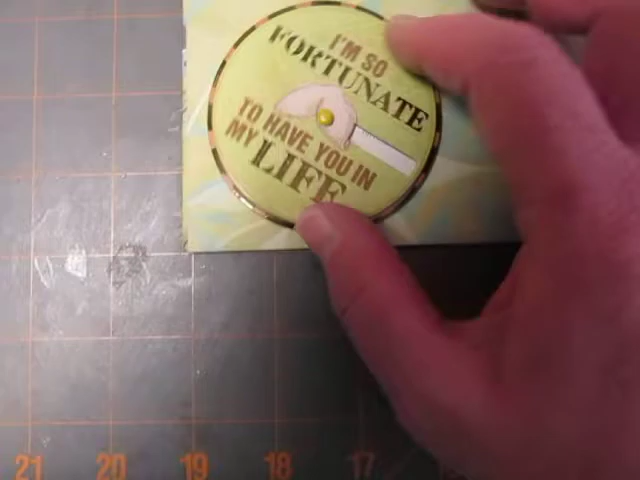 I'M SO
FORTUNATE
TO HAVE YOU IN
MY LIFE
21 20 19 18 17